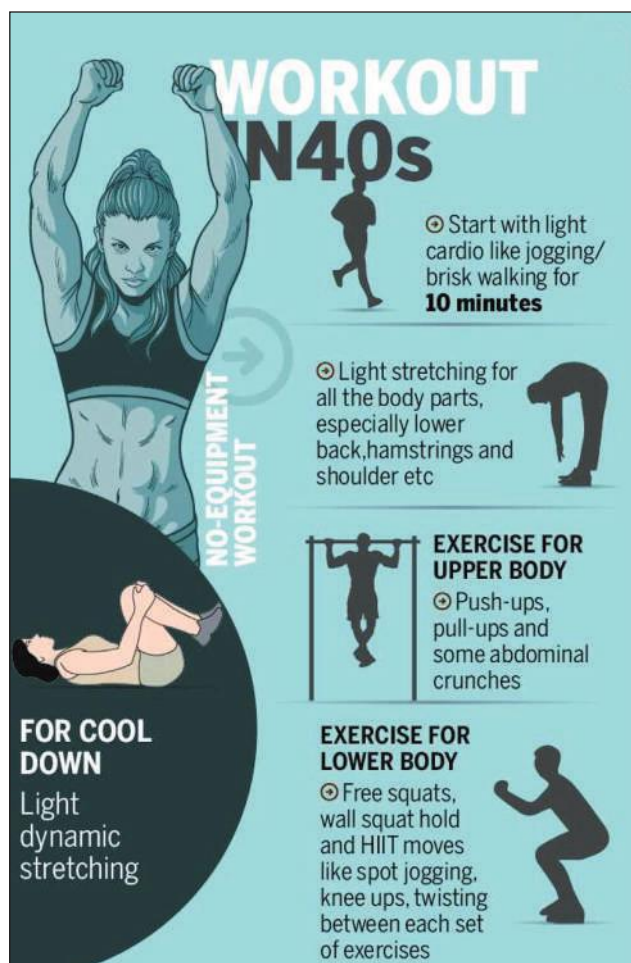 WORKOUT
IN40s
Start with light
cardio like jogging/
brisk walking for
10 minutes
Light stretching for
all the body parts,
especially lower
back,hamstrings and
shoulder etc
NO-EQUIPMENT
WORKOUT
EXERCISE FOR
UPPER BODY
Push-ups,
pull-ups and
some abdominal
crunches
EXERCISE FOR
LOWER BODY
Free squats,
wall squat hold
and HIIT moves
like spot jogging,
knee ups, twisting
between each set
of exercises
FOR COOL
DOWN
Light
dynamic
stretching